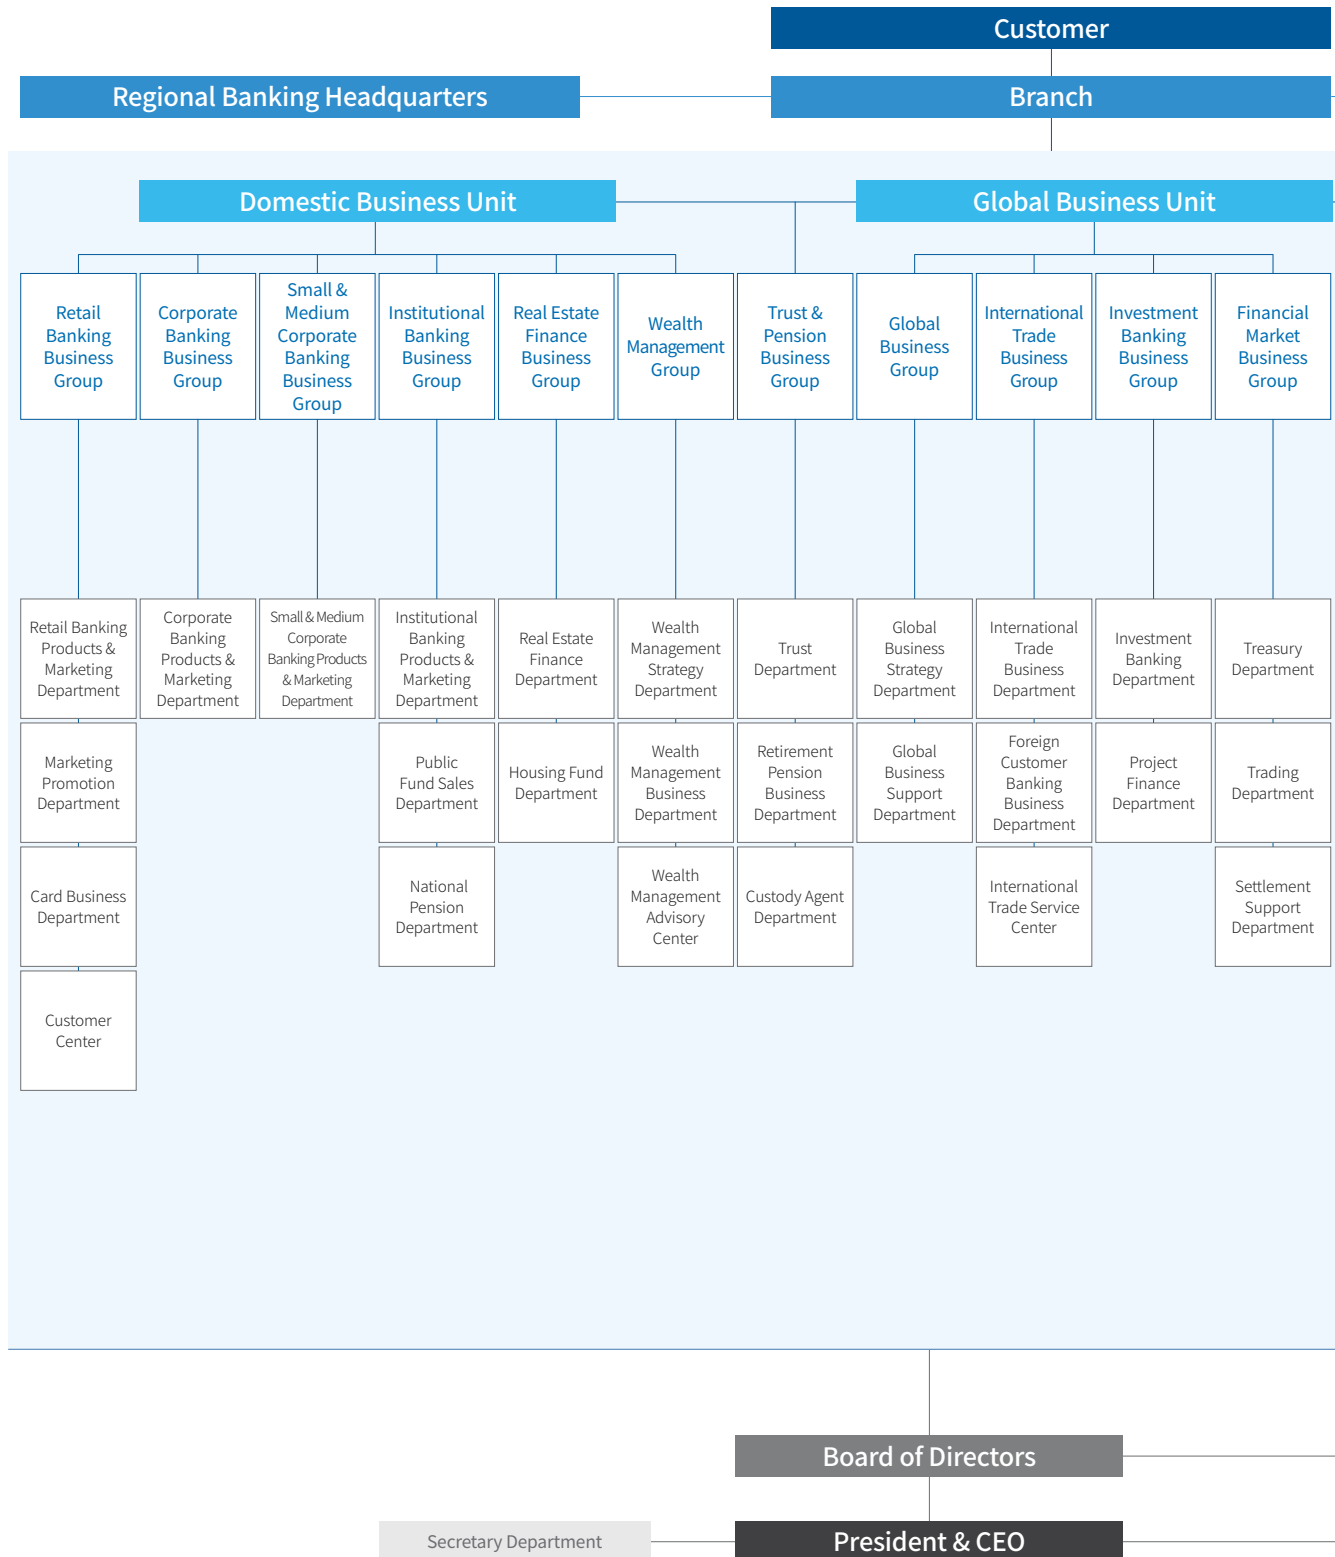 Customer
Regional Banking Headquarters
Branch
Domestic Business Unit
Global Business Unit
Retail
Banking
Business
Group
Corporate
Banking
Business
Group
Small &
Medium
Corporate
Banking
Business
Group
Institutional
Banking
Business
Group
Real Estate
Finance
Business
Group
Wealth
Management
Group
Trust &
Pension
Business
Group
Global
Business
Group
International
Trade
Business
Group
Investment
Banking
Business
Group
Financial
Market
Business
Group
Retail Banking
Products &
Marketing
Department
Corporate
Banking
Products &
Marketing
Department
Small & Medium
Corporate
Banking Products
& Marketing
Department
Institutional
Banking
Products &
Marketing
Department
Real Estate
Finance
Department
Wealth
Management
Strategy
Department
Trust
Department
Global
Business
Strategy
Department
International
Trade
Business
Department
Investment
Banking
Department
Treasury
Department
Marketing
Promotion
Department
Public
Fund Sales
Department
Housing Fund
Department
Wealth
Management
Business
Department
Retirement
Pension
Business
Department
Global
Business
Support
Department
Foreign
Customer
Banking
Business
Department
Project
Finance
Department
Trading
Department
Card Business
Department
National
Pension
Department
Wealth
Management
Advisory
Center
Custody Agent
Department
International
Trade Service
Center
Settlement
Support
Department
Customer
Center
Board of Directors
Secretary Department
President & CEO